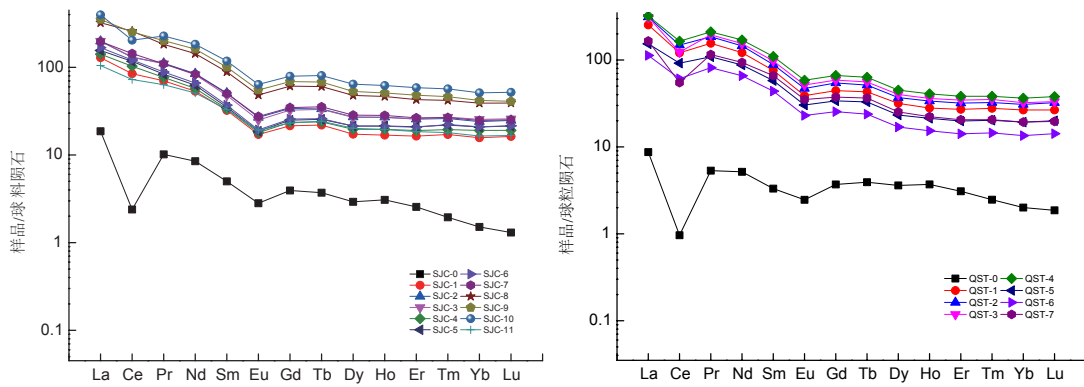 样品/球料陨石
100
10
1
0.1
SJC-0 SJC-6
SJC-1 SJC-7
SJC-2 SJC-8
SJC-3 SJC-9
SJC-4 SJC-10
SJC-5 SJC-11
La Ce Pr Nd Sm Eu Gd Tb Dy Ho Er Tm Yb Lu
样品/球粒陨石
100
10
1
0.1
QST-0 QST-4
QST-1 QST-5
QST-2 QST-6
QST-3 QST-7
La Ce Pr Nd Sm Eu Gd Tb Dy Ho Er Tm Yb Lu